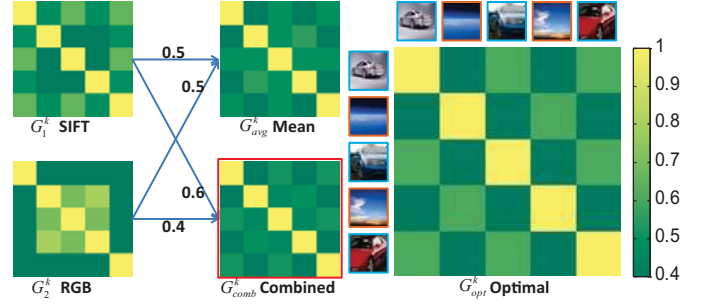 0.5
0.5
G_1^k SIFT
G_avg^k Mean
0.6
0.4
G_2^k RGB
G_comb^k Combined
G_opt^k Optimal
1
0.9
0.8
0.7
0.6
0.5
0.4